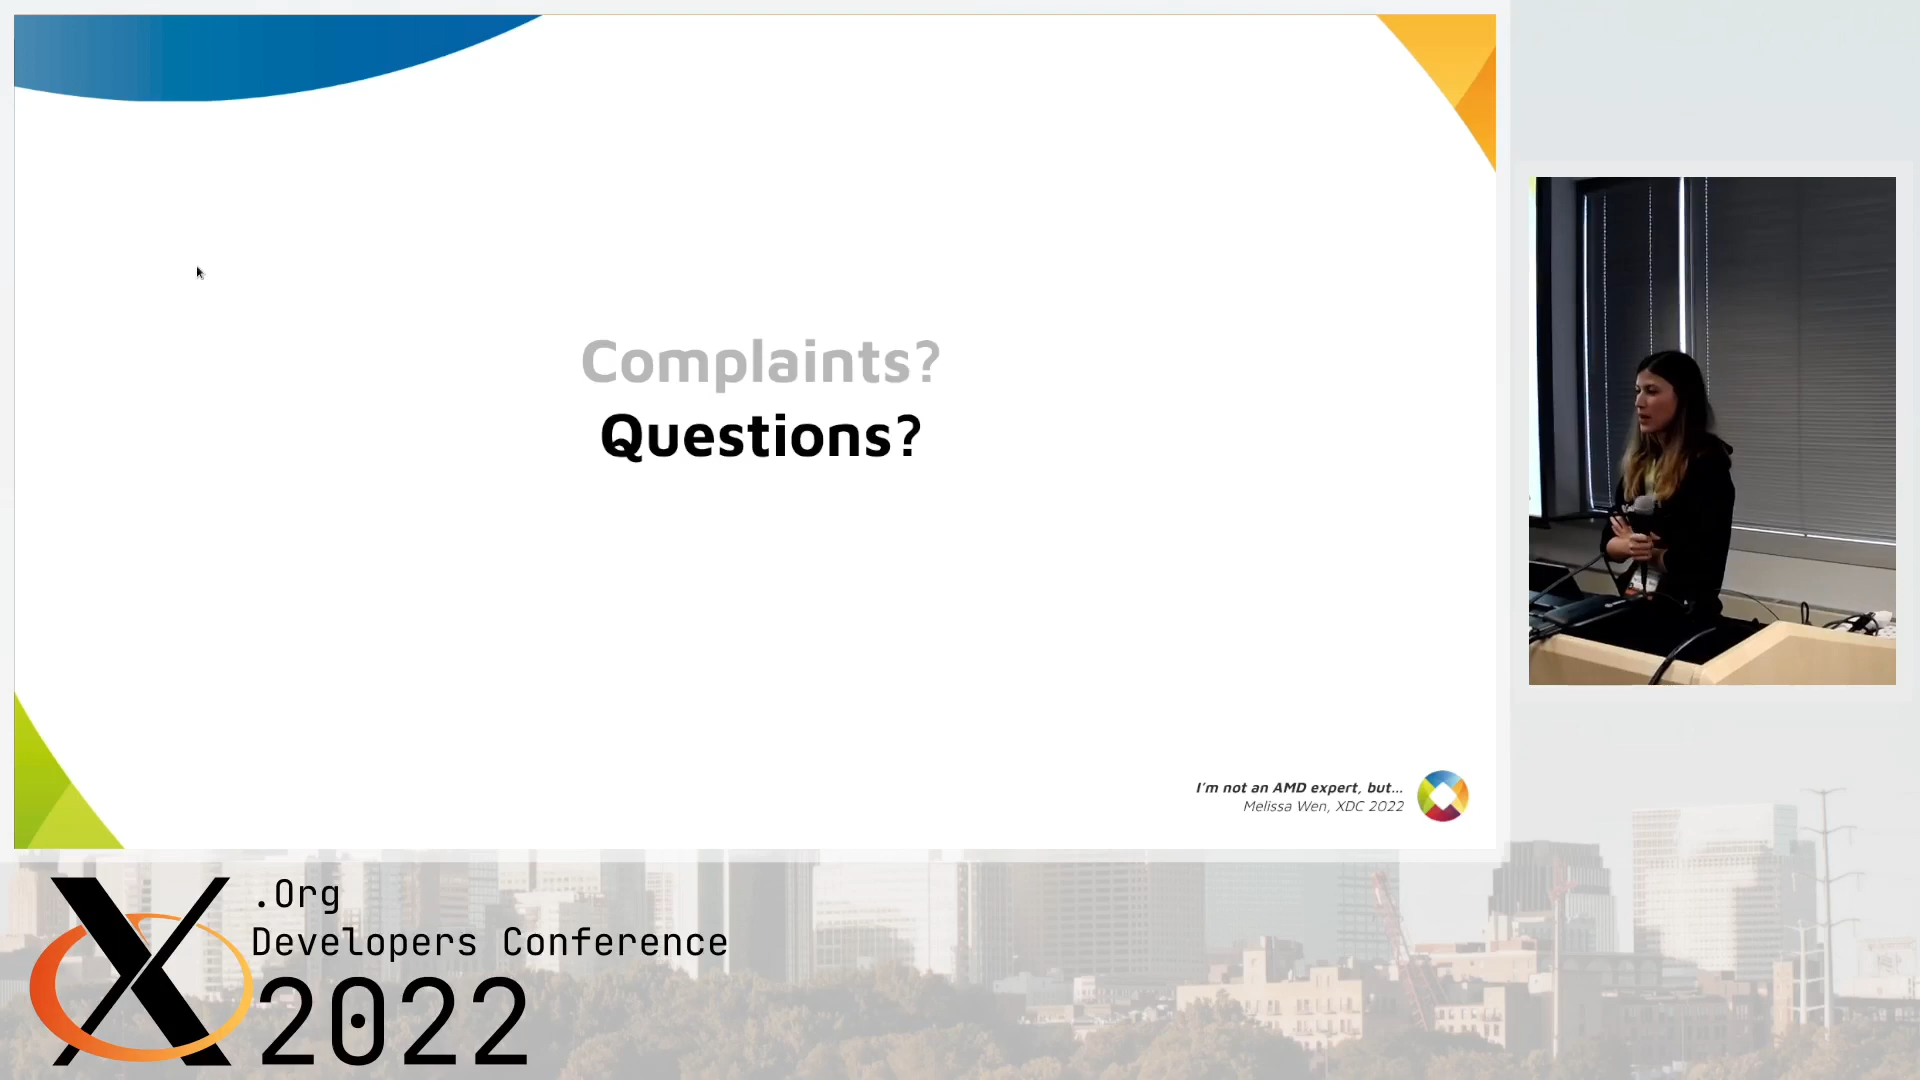 Complaints?
Questions?
I'm not an AMD expert, but...
Melissa Wen, XDC 2022
.Org
Developers Conference
2022